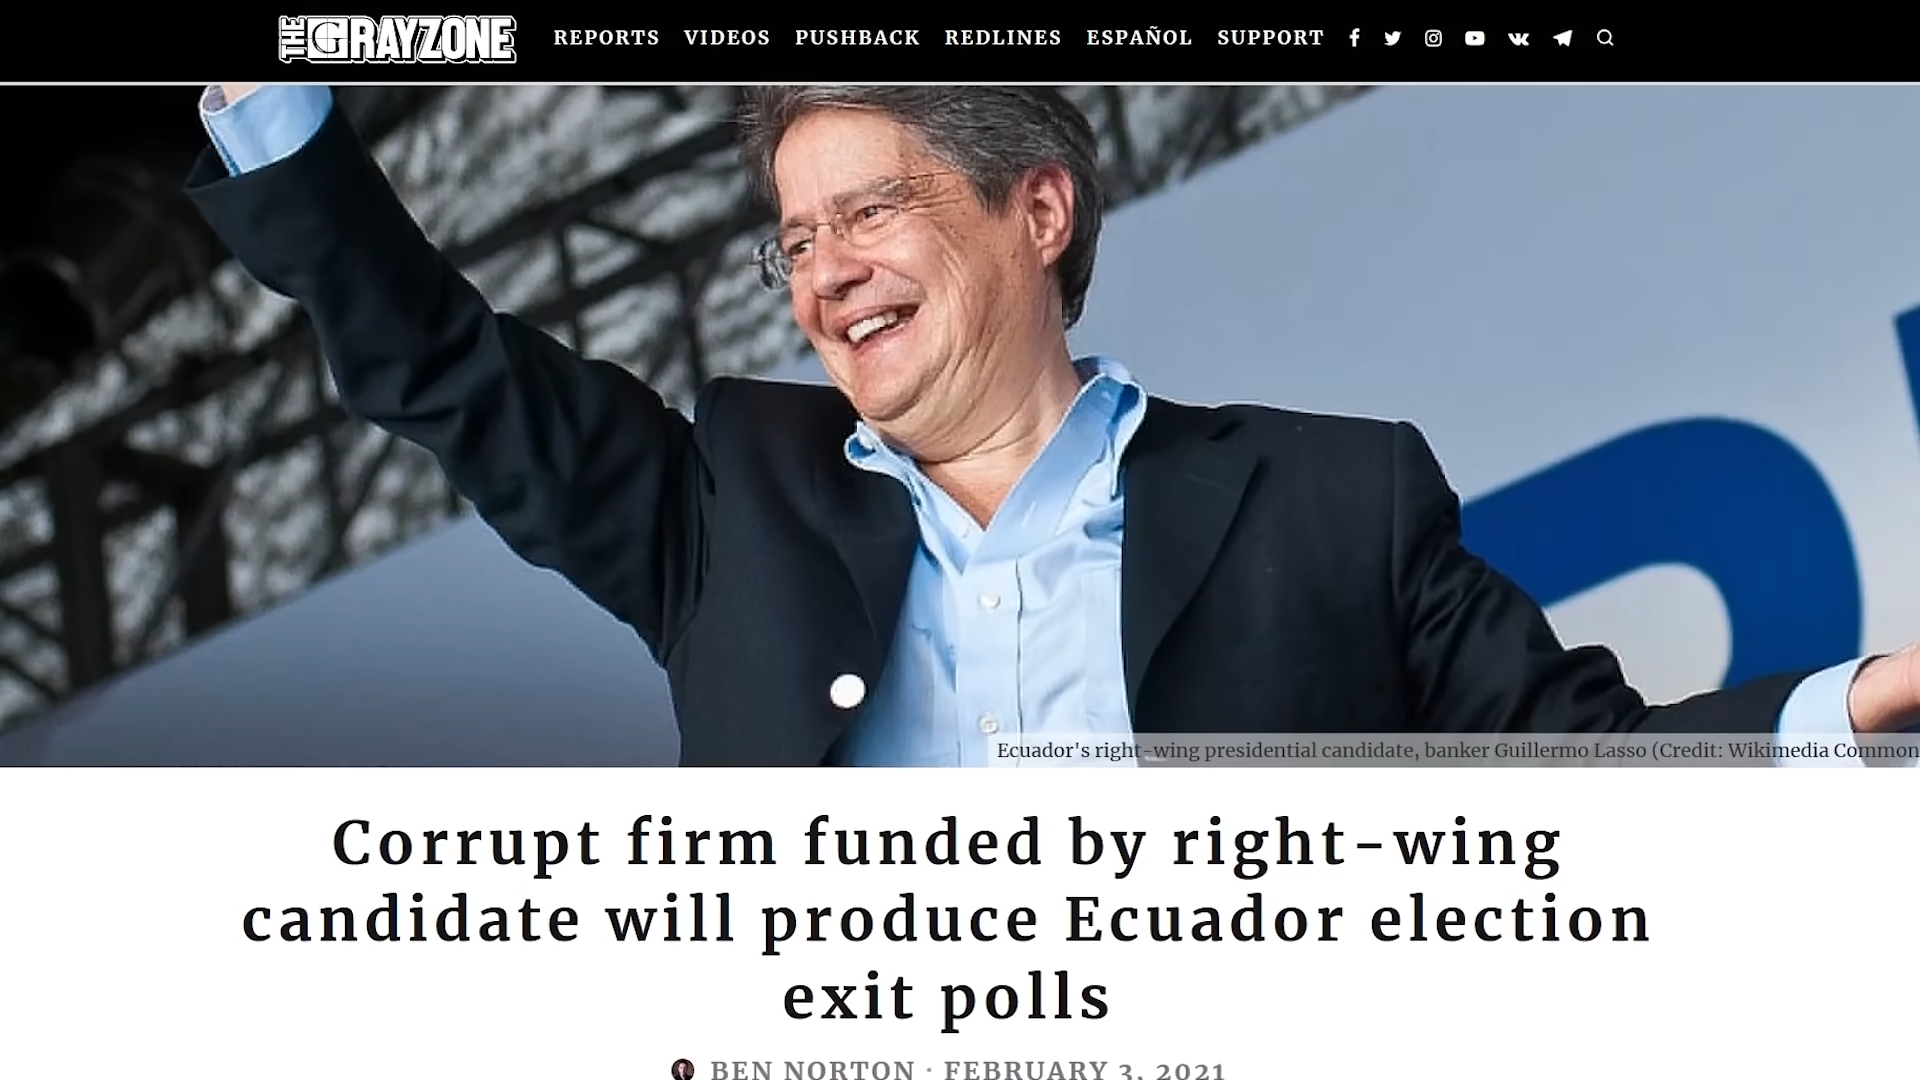 THE GRAYZONE REPORTS VIDEOS PUSHBACK REDLINES ESPAÑOL SUPPORT
Ecuador's right-wing presidential candidate, banker Guillermo Lasso (Credit: Wikimedia Common
Corrupt firm funded by right-wing
candidate will produce Ecuador election
exit polls
BEN NORTON · FEBRUARY 3, 2021